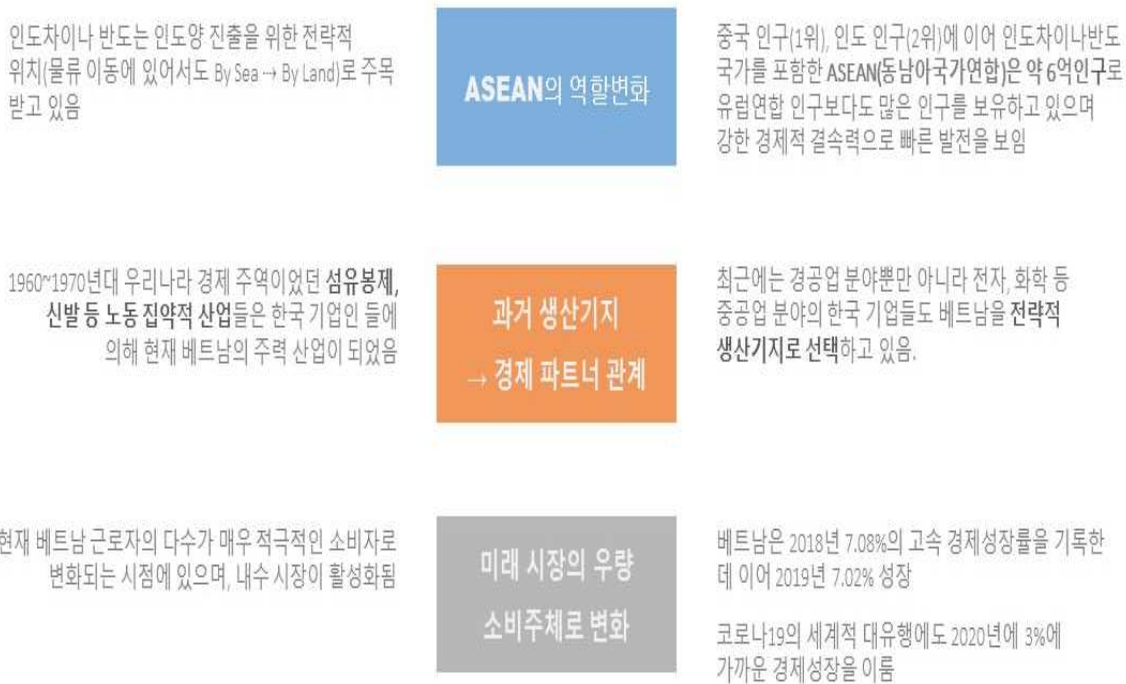 인도차이나 반도는 인도양 진출을 위한 전략적
위치(물류 이동에 있어서도 By Sea → By Land)로 주목
받고 있음
ASEAN의 역할변화
중국 인구(1위), 인도 인구(2위)에 이어 인도차이나반도
국가를 포함한 ASEAN(동남아국가연합)은 약 6억인구로
유럽연합 인구보다도 많은 인구를 보유하고 있으며
강한 경제적 결속력으로 빠른 발전을 보임
1960~1970년대 우리나라 경제 주역이었던 섬유봉제,
신발 등 노동 집약적 산업들은 한국 기업인 들에
의해 현재 베트남의 주력 산업이 되었음
과거 생산기지
→ 경제 파트너 관계
최근에는 경공업 분야뿐만 아니라 전자, 화학 등
중공업 분야의 한국 기업들도 베트남을 전략적
생산기지로 선택하고 있음.
현재 베트남 근로자의 다수가 매우 적극적인 소비자로
변화되는 시점에 있으며, 내수 시장이 활성화됨
미래 시장의 우량
소비주체로 변화
베트남은 2018년 7.08%의 고속 경제성장률을 기록한
데 이어 2019년 7.02% 성장
코로나19의 세계적 대유행에도 2020년에 3%에
가까운 경제성장을 이룸